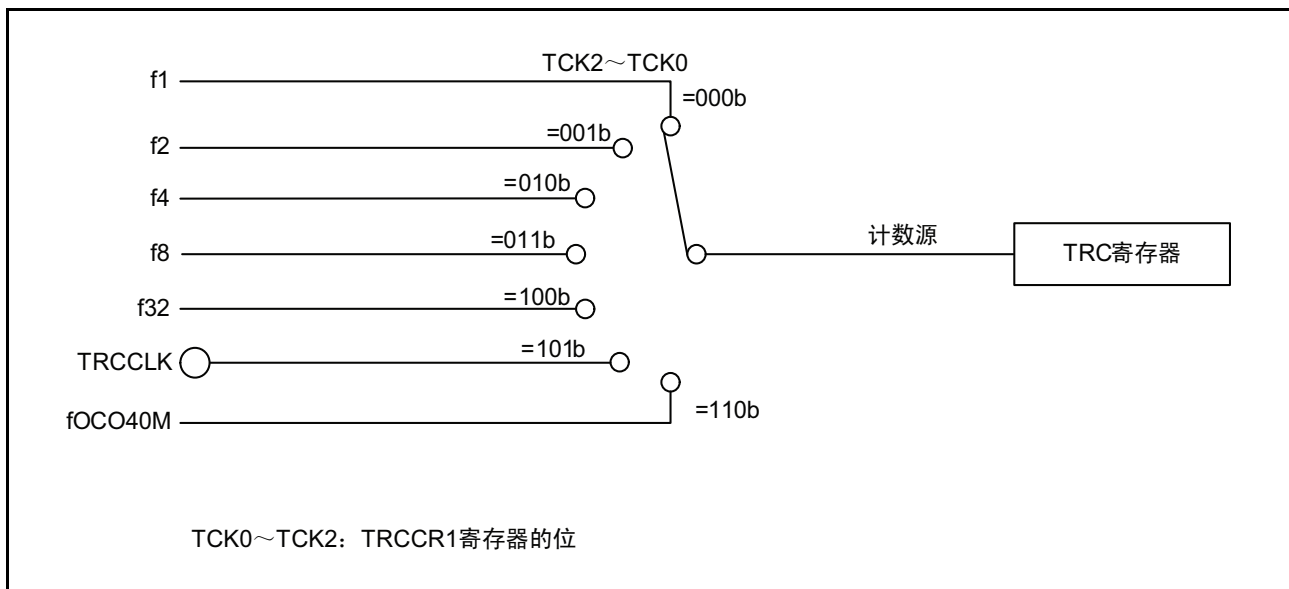 TCK2～TCK0
f1
=000b
f2
=001b
f4
=010b
f8
=011b
计数源
TRC寄存器
f32
=100b
TRCCLK
=101b
fOCO40M
=110b
TCK0～TCK2：TRCCR1寄存器的位